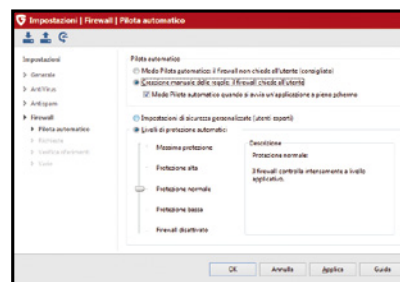 Impostazioni | Firewall | Pilota automatico
Impostazioni
Generale
AntiVirus
Antispam
Firewall
Pilota automatico
Richieste
Varie
Pilota automatico
Modo Pilota automatico: il firewall non chiede all'utente (consigliato)
Creazione manuale delle regole: il firewall chiede all'utente
Modo Pilota automatico quando si avvia un'applicazione a pieno schermo
Impostazioni di sicurezza personalizzate (utenti esperti)
Livelli di protezione automatici
Massima protezione
Protezione alta
Protezione normale
Protezione bassa
Firewall disattivato
Descrizione
Protezione normale:
Il firewall controlla intensamente a livello
applicativo.
OK
Annulla
Applica
Guida